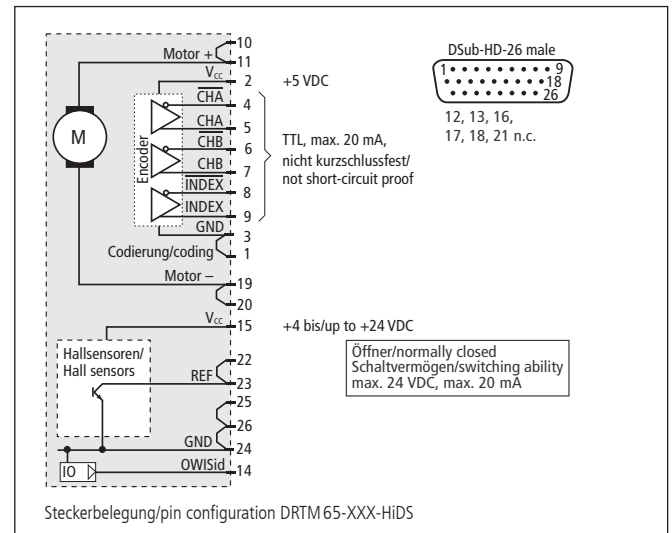 10
Motor +
11
DSub-HD-26 male
Vcc
2
+5 VDC
1
9
18
26
CHA
4
CHA
5
12, 13, 16,
17, 18, 21 n.c.
M
Encoder
CHB
6
TTL, max. 20 mA,
nicht kurzschlussfest/
not short-circuit proof
CHB
7
INDEX
8
INDEX
9
GND
3
Codierung/coding
1
Motor –
19
20
Vcc
15
+4 bis/up to +24 VDC
Hallsensoren/
Hall sensors
22
REF
23
Öffner/normally closed
Schaltvermögen/switching ability
max. 24 VDC, max. 20 mA
25
26
GND
24
IO
OWISid
14
Steckerbelegung/pin configuration DRTM 65-XXX-HiDS